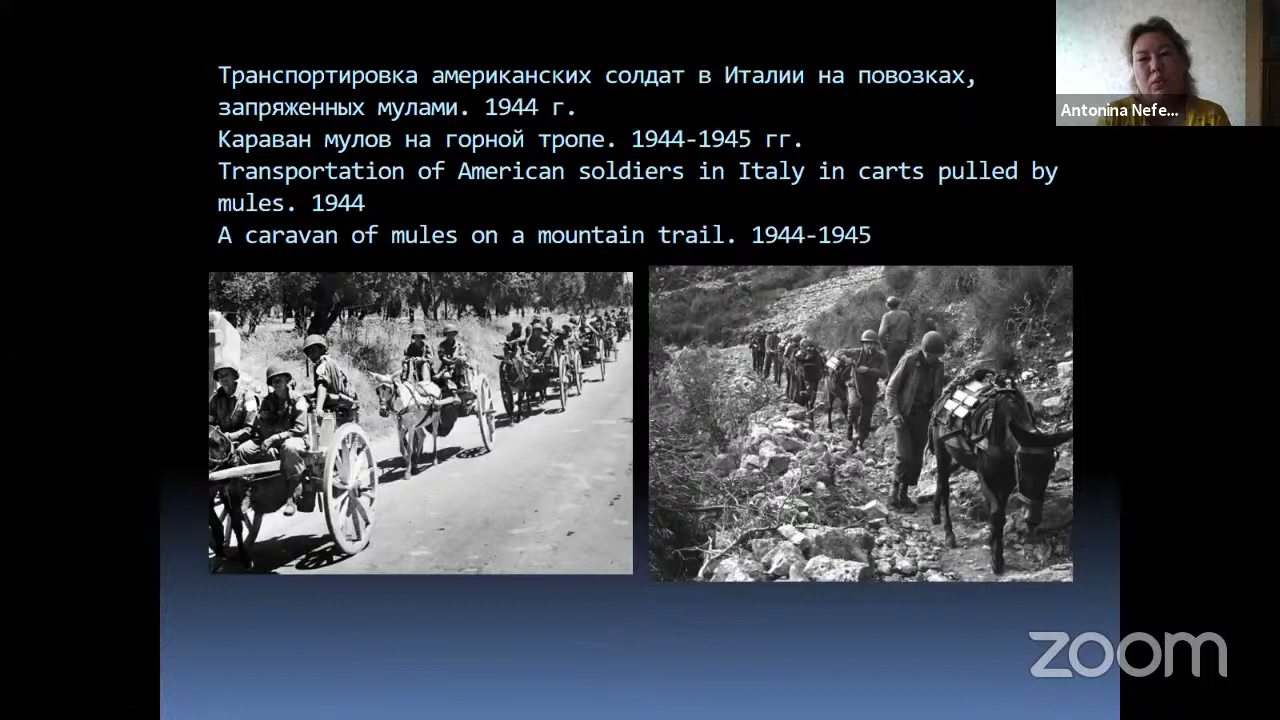 Транспортировка американских солдат в Италии на повозках,
запряженных мулами. 1944 г.
Караван мулов на горной тропе. 1944-1945 гг.
Transportation of American soldiers in Italy in carts pulled by
mules. 1944
A caravan of mules on a mountain trail. 1944-1945
Antonina Nefe...
zoom